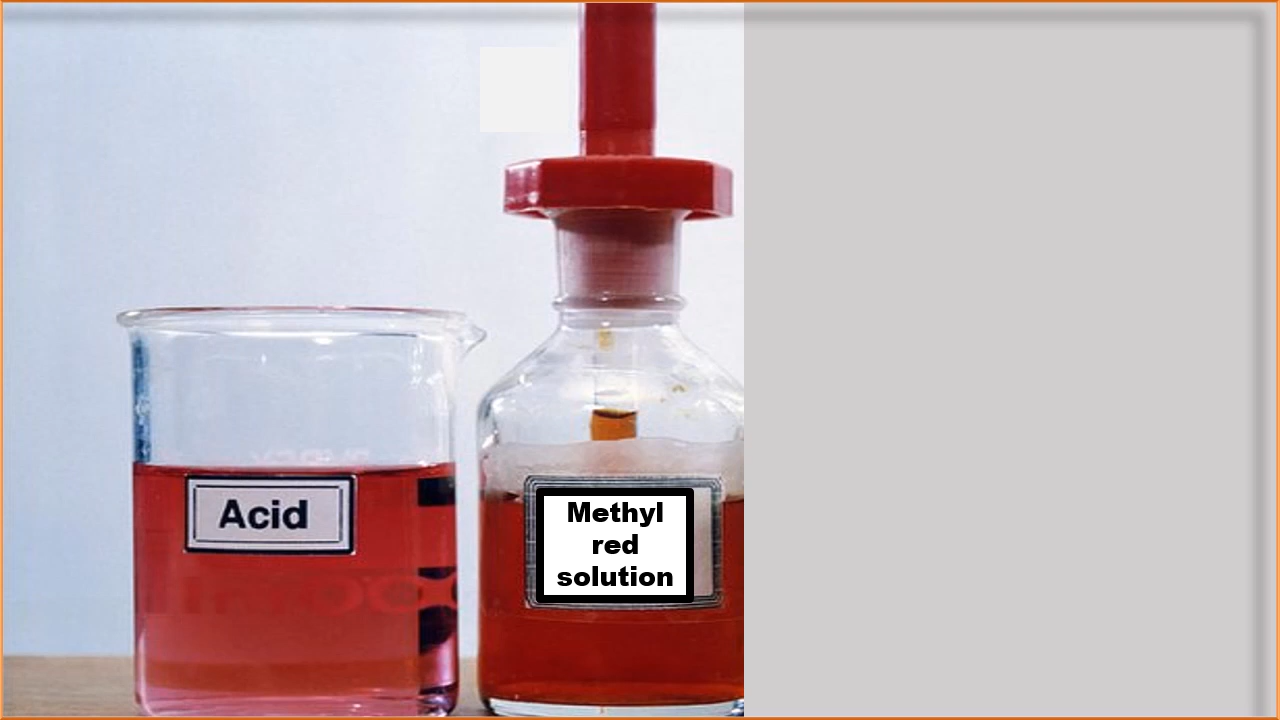 Acid
Methyl
red
solution